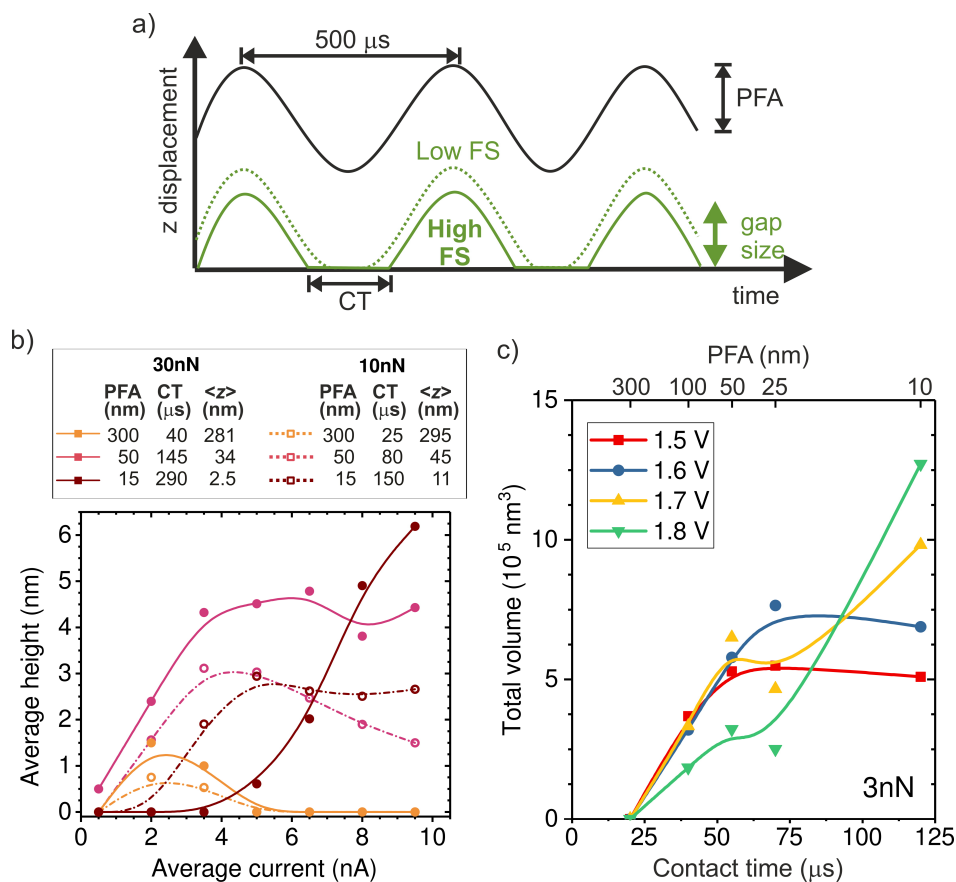 a)
500 μs
z displacement
PFA
Low FS
High
FS
gap
size
CT
time
b)
30nN 10nN
PFA CT <z> PFA CT <z>
(nm) (μs) (nm) (nm) (μs) (nm)
300 40 281 300 25 295
50 145 34 50 80 45
15 290 2.5 15 150 11
Average height (nm)
6
5
4
3
2
1
0
0 2 4 6 8 10
Average current (nA)
c)
PFA (nm)
300 100 50 25 10
Total volume (10⁵ nm³)
15
10
5
0
1.5 V
1.6 V
1.7 V
1.8 V
3nN
0 25 50 75 100 125
Contact time (μs)